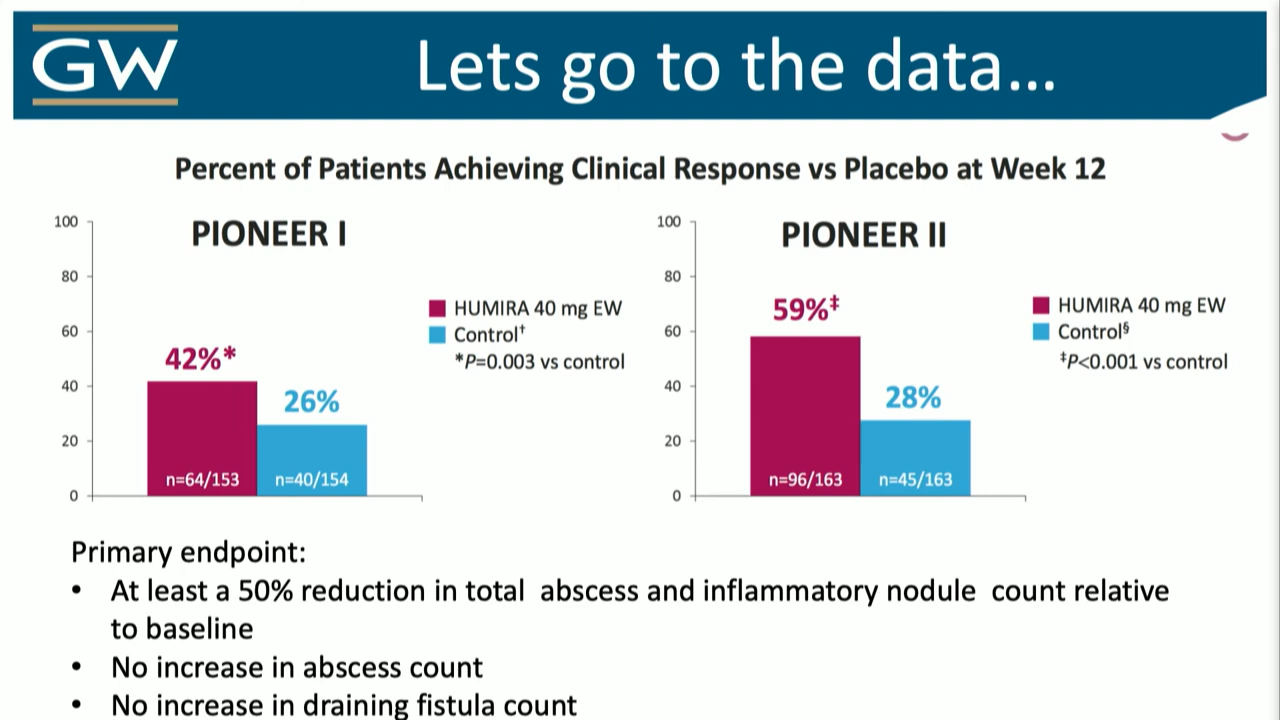 GW
Lets go to the data...
Percent of Patients Achieving Clinical Response vs Placebo at Week 12
PIONEER I
100
80
60
40
20
0
42%*
26%
n=64/153
n=40/154
HUMIRA 40 mg EW
Control†
*P=0.003 vs control
PIONEER II
100
80
60
40
20
0
59%‡
28%
n=96/163
n=45/163
HUMIRA 40 mg EW
Control§
‡P<0.001 vs control
Primary endpoint:
• At least a 50% reduction in total abscess and inflammatory nodule count relative
to baseline
• No increase in abscess count
• No increase in draining fistula count